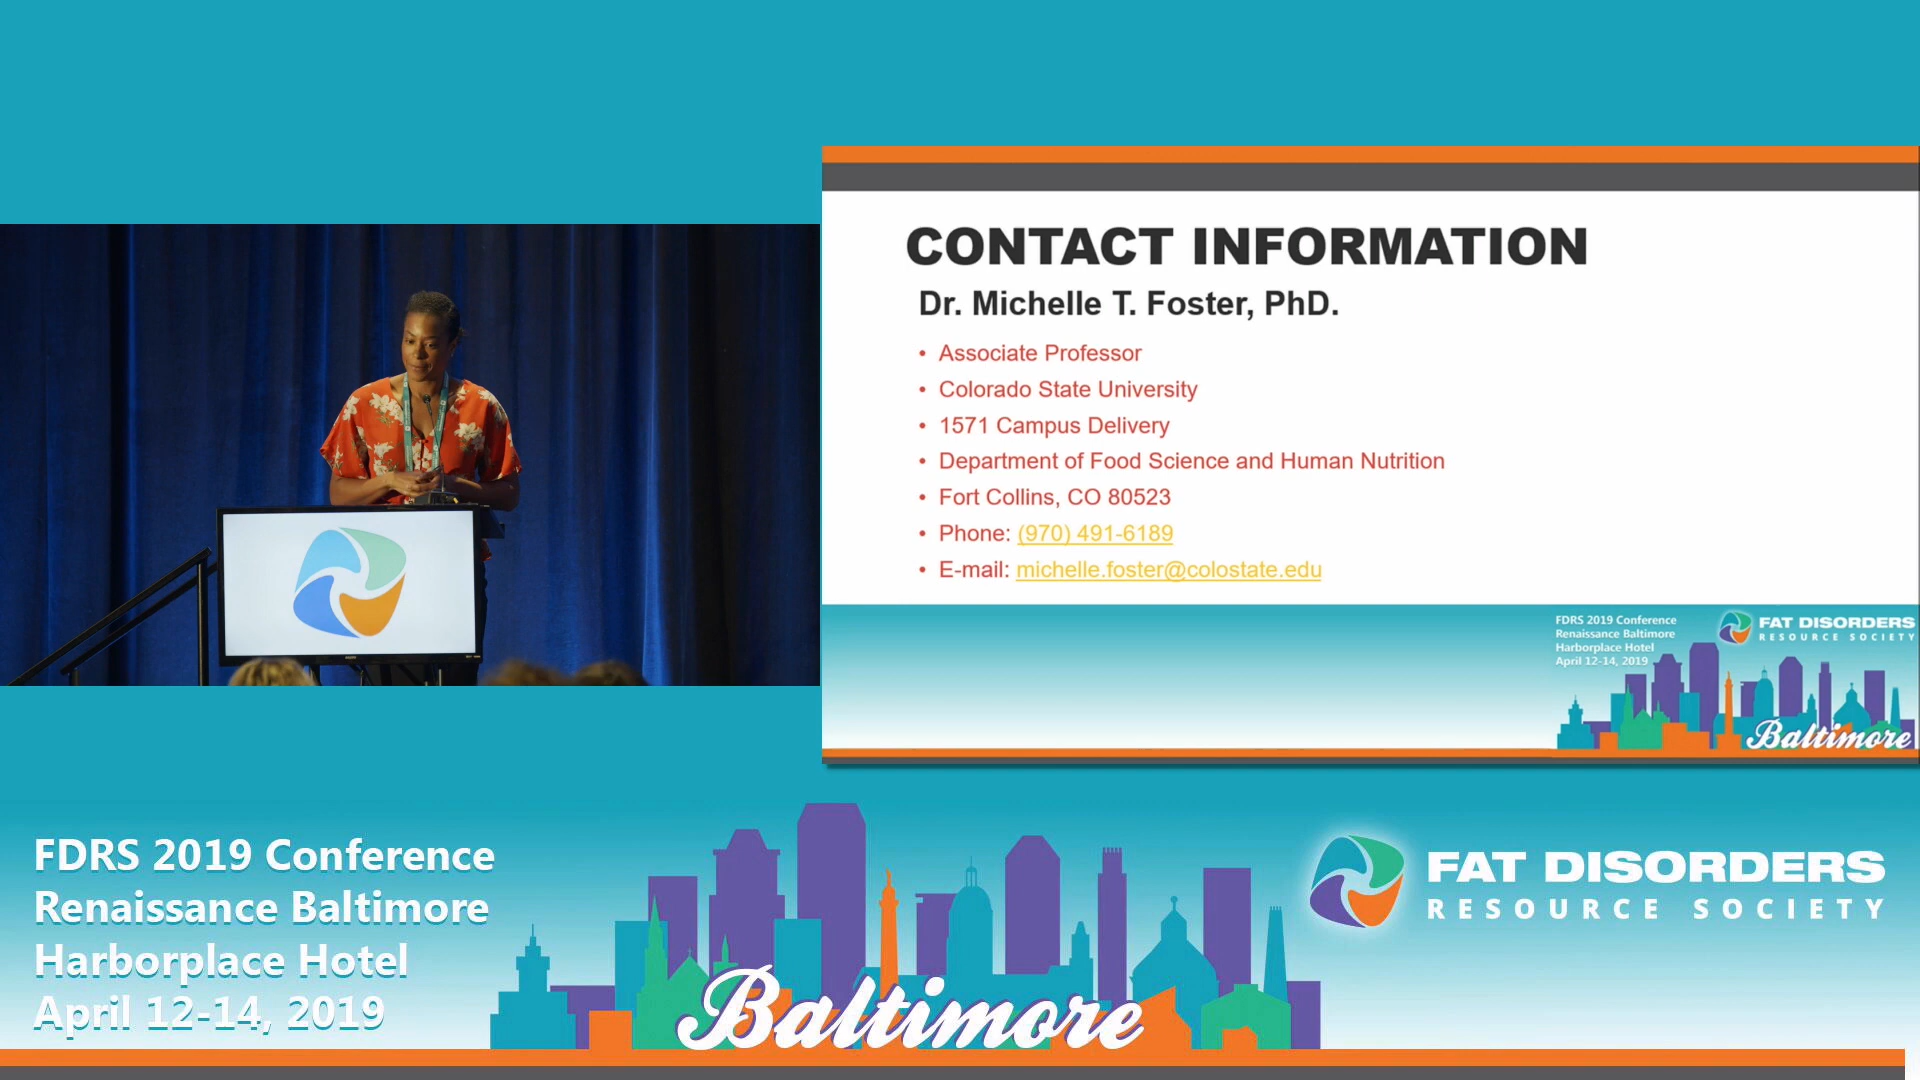 CONTACT INFORMATION
Dr. Michelle T. Foster, PhD.
• Associate Professor
• Colorado State University
• 1571 Campus Delivery
• Department of Food Science and Human Nutrition
• Fort Collins, CO 80523
• Phone: (970) 491-6189
• E-mail: michelle.foster@colostate.edu
FDRS 2019 Conference
Renaissance Baltimore
Harborplace Hotel
April 12-14, 2019
FAT DISORDERS
RESOURCE SOCIETY
Baltimore
FDRS 2019 Conference
Renaissance Baltimore
Harborplace Hotel
April 12-14, 2019
Baltimore
FAT DISORDERS
RESOURCE SOCIETY